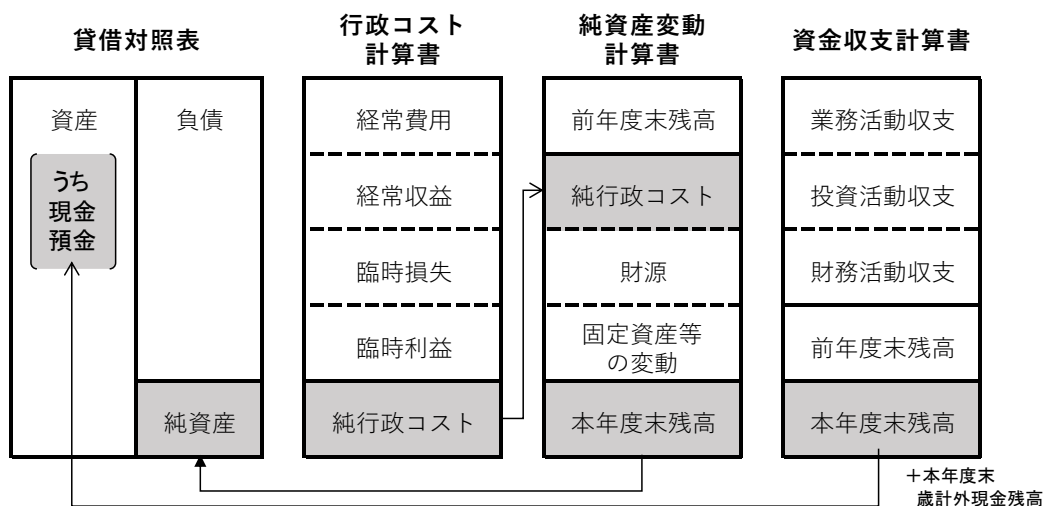 貸借対照表
資産
負債
うち
現金
預金
純資産
行政コスト
計算書
経常費用
経常収益
臨時損失
臨時利益
純行政コスト
純資産変動
計算書
前年度末残高
純行政コスト
財源
固定資産等
の変動
本年度末残高
資金収支計算書
業務活動収支
投資活動収支
財務活動収支
前年度末残高
本年度末残高
＋本年度末
歳計外現金残高